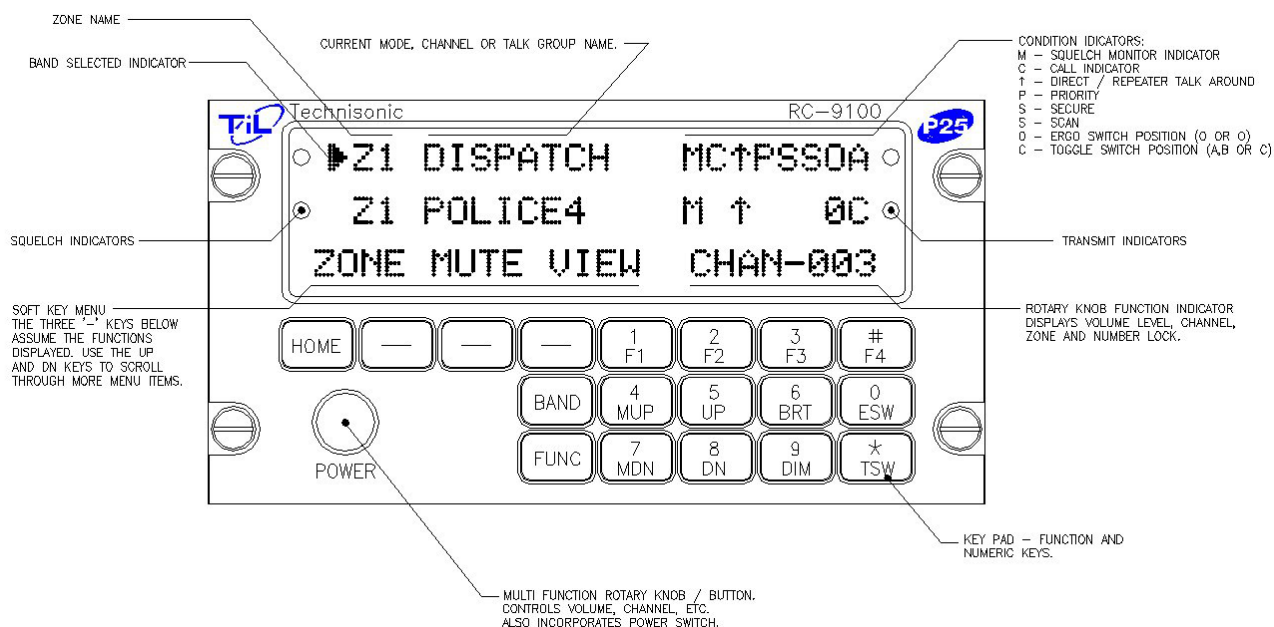 ZONE NAME
CURRENT MODE, CHANNEL OR TALK GROUP NAME.
BAND SELECTED INDICATOR
CONDITION IDICATORS:
M – SQUELCH MONITOR INDICATOR
C – CALL INDICATOR
↑ – DIRECT / REPEATER TALK AROUND
P – PRIORITY
S – SECURE
S – SCAN
O – ERGO SWITCH POSITION (O OR O)
C – TOGGLE SWITCH POSITION (A,B OR C)
TiL
Technisonic
RC–9100
P25
Z1 DISPATCH MC↑PSSOA
Z1 POLICE4 M ↑ 0C
ZONE MUTE VIEW CHAN-003
SQUELCH INDICATORS
TRANSMIT INDICATORS
SOFT KEY MENU
THE THREE '–' KEYS BELOW
ASSUME THE FUNCTIONS
DISPLAYED. USE THE UP
AND DN KEYS TO SCROLL
THROUGH MORE MENU ITEMS.
ROTARY KNOB FUNCTION INDICATOR
DISPLAYS VOLUME LEVEL, CHANNEL,
ZONE AND NUMBER LOCK.
HOME — — — 1 2 3 #
F1 F2 F3 F4
BAND 4 5 6 0
MUP UP BRT ESW
FUNC 7 8 9 *
MDN DN DIM TSW
POWER
KEY PAD – FUNCTION AND
NUMERIC KEYS.
MULTI FUNCTION ROTARY KNOB / BUTTON.
CONTROLS VOLUME, CHANNEL, ETC.
ALSO INCORPORATES POWER SWITCH.